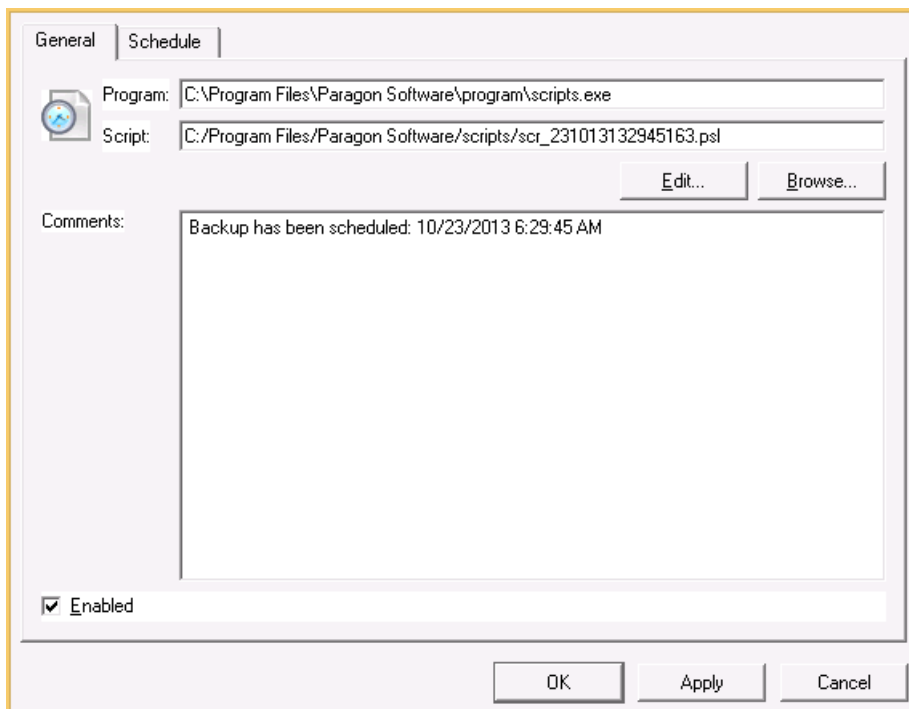 General Schedule
Program: C:\Program Files\Paragon Software\program\scripts.exe
Script: C:/Program Files/Paragon Software/scripts/scr_231013132945163.psl
Edit... Browse...
Comments: Backup has been scheduled: 10/23/2013 6:29:45 AM
Enabled
OK Apply Cancel